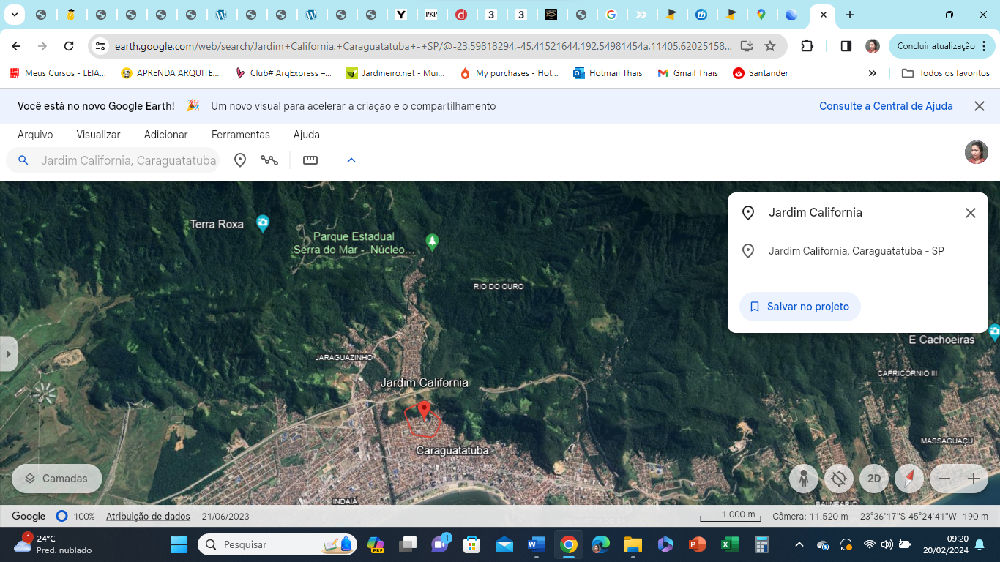 earth.google.com/web/search/Jardim+California,+Caraguatatuba+-+SP/@-23.59818294,-45.41521644,192.54981454a,11405.62025158...
Concluir atualização
Meus Cursos - LEIA...
APRENDA ARQUITE...
Club# ArqExpress –...
Jardineiro.net - Mui...
My purchases - Hot...
Hotmail Thais
Gmail Thais
Santander
Todos os favoritos
Você está no novo Google Earth!
Um novo visual para acelerar a criação e o compartilhamento
Consulte a Central de Ajuda
Arquivo
Visualizar
Adicionar
Ferramentas
Ajuda
Jardim California, Caraguatatuba
Jardim California
Jardim California, Caraguatatuba - SP
Salvar no projeto
Terra Roxa
Parque Estadual
Serra do Mar - Núcleo...
RIO DO OURO
E Cachoeiras
JARAGUAZINHO
CAPRICÓRNIO III
Jardim California
MASSAGUAÇU
Caraguatatuba
INDAIÁ
BALNEÁRIO
Camadas
2D
Google
100%
Atribuição de dados
21/06/2023
1.000 m
Câmera: 11.520 m
23°36'17"S 45°24'41"W
190 m
1
24°C
Pred. nublado
Pesquisar
PRE
1
09:20
20/02/2024